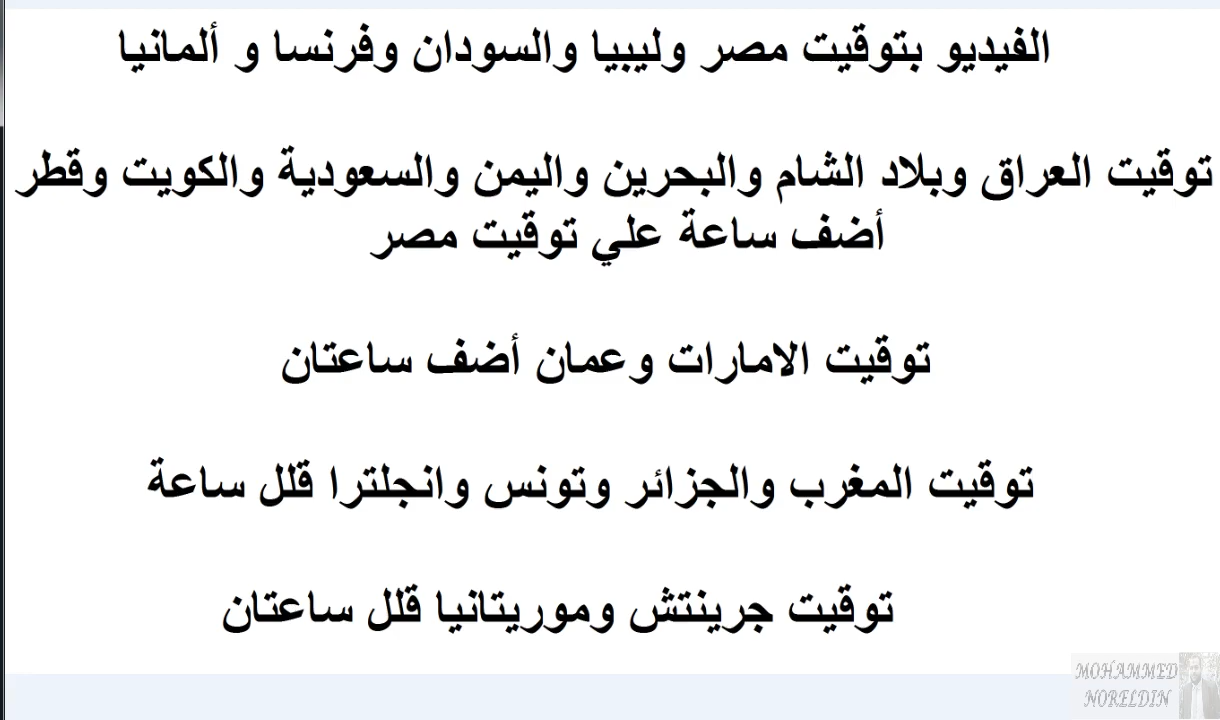 الفيديو بتوقيت مصر وليبيا والسودان وفرنسا و ألمانيا
توقيت العراق وبلاد الشام والبحرين واليمن والسعودية والكويت وقطر
أضف ساعة علي توقيت مصر
توقيت الامارات وعمان أضف ساعتان
توقيت المغرب والجزائر وتونس وانجلترا قلل ساعة
توقيت جرينتش وموريتانيا قلل ساعتان
MOHAMMED
NORELDIN